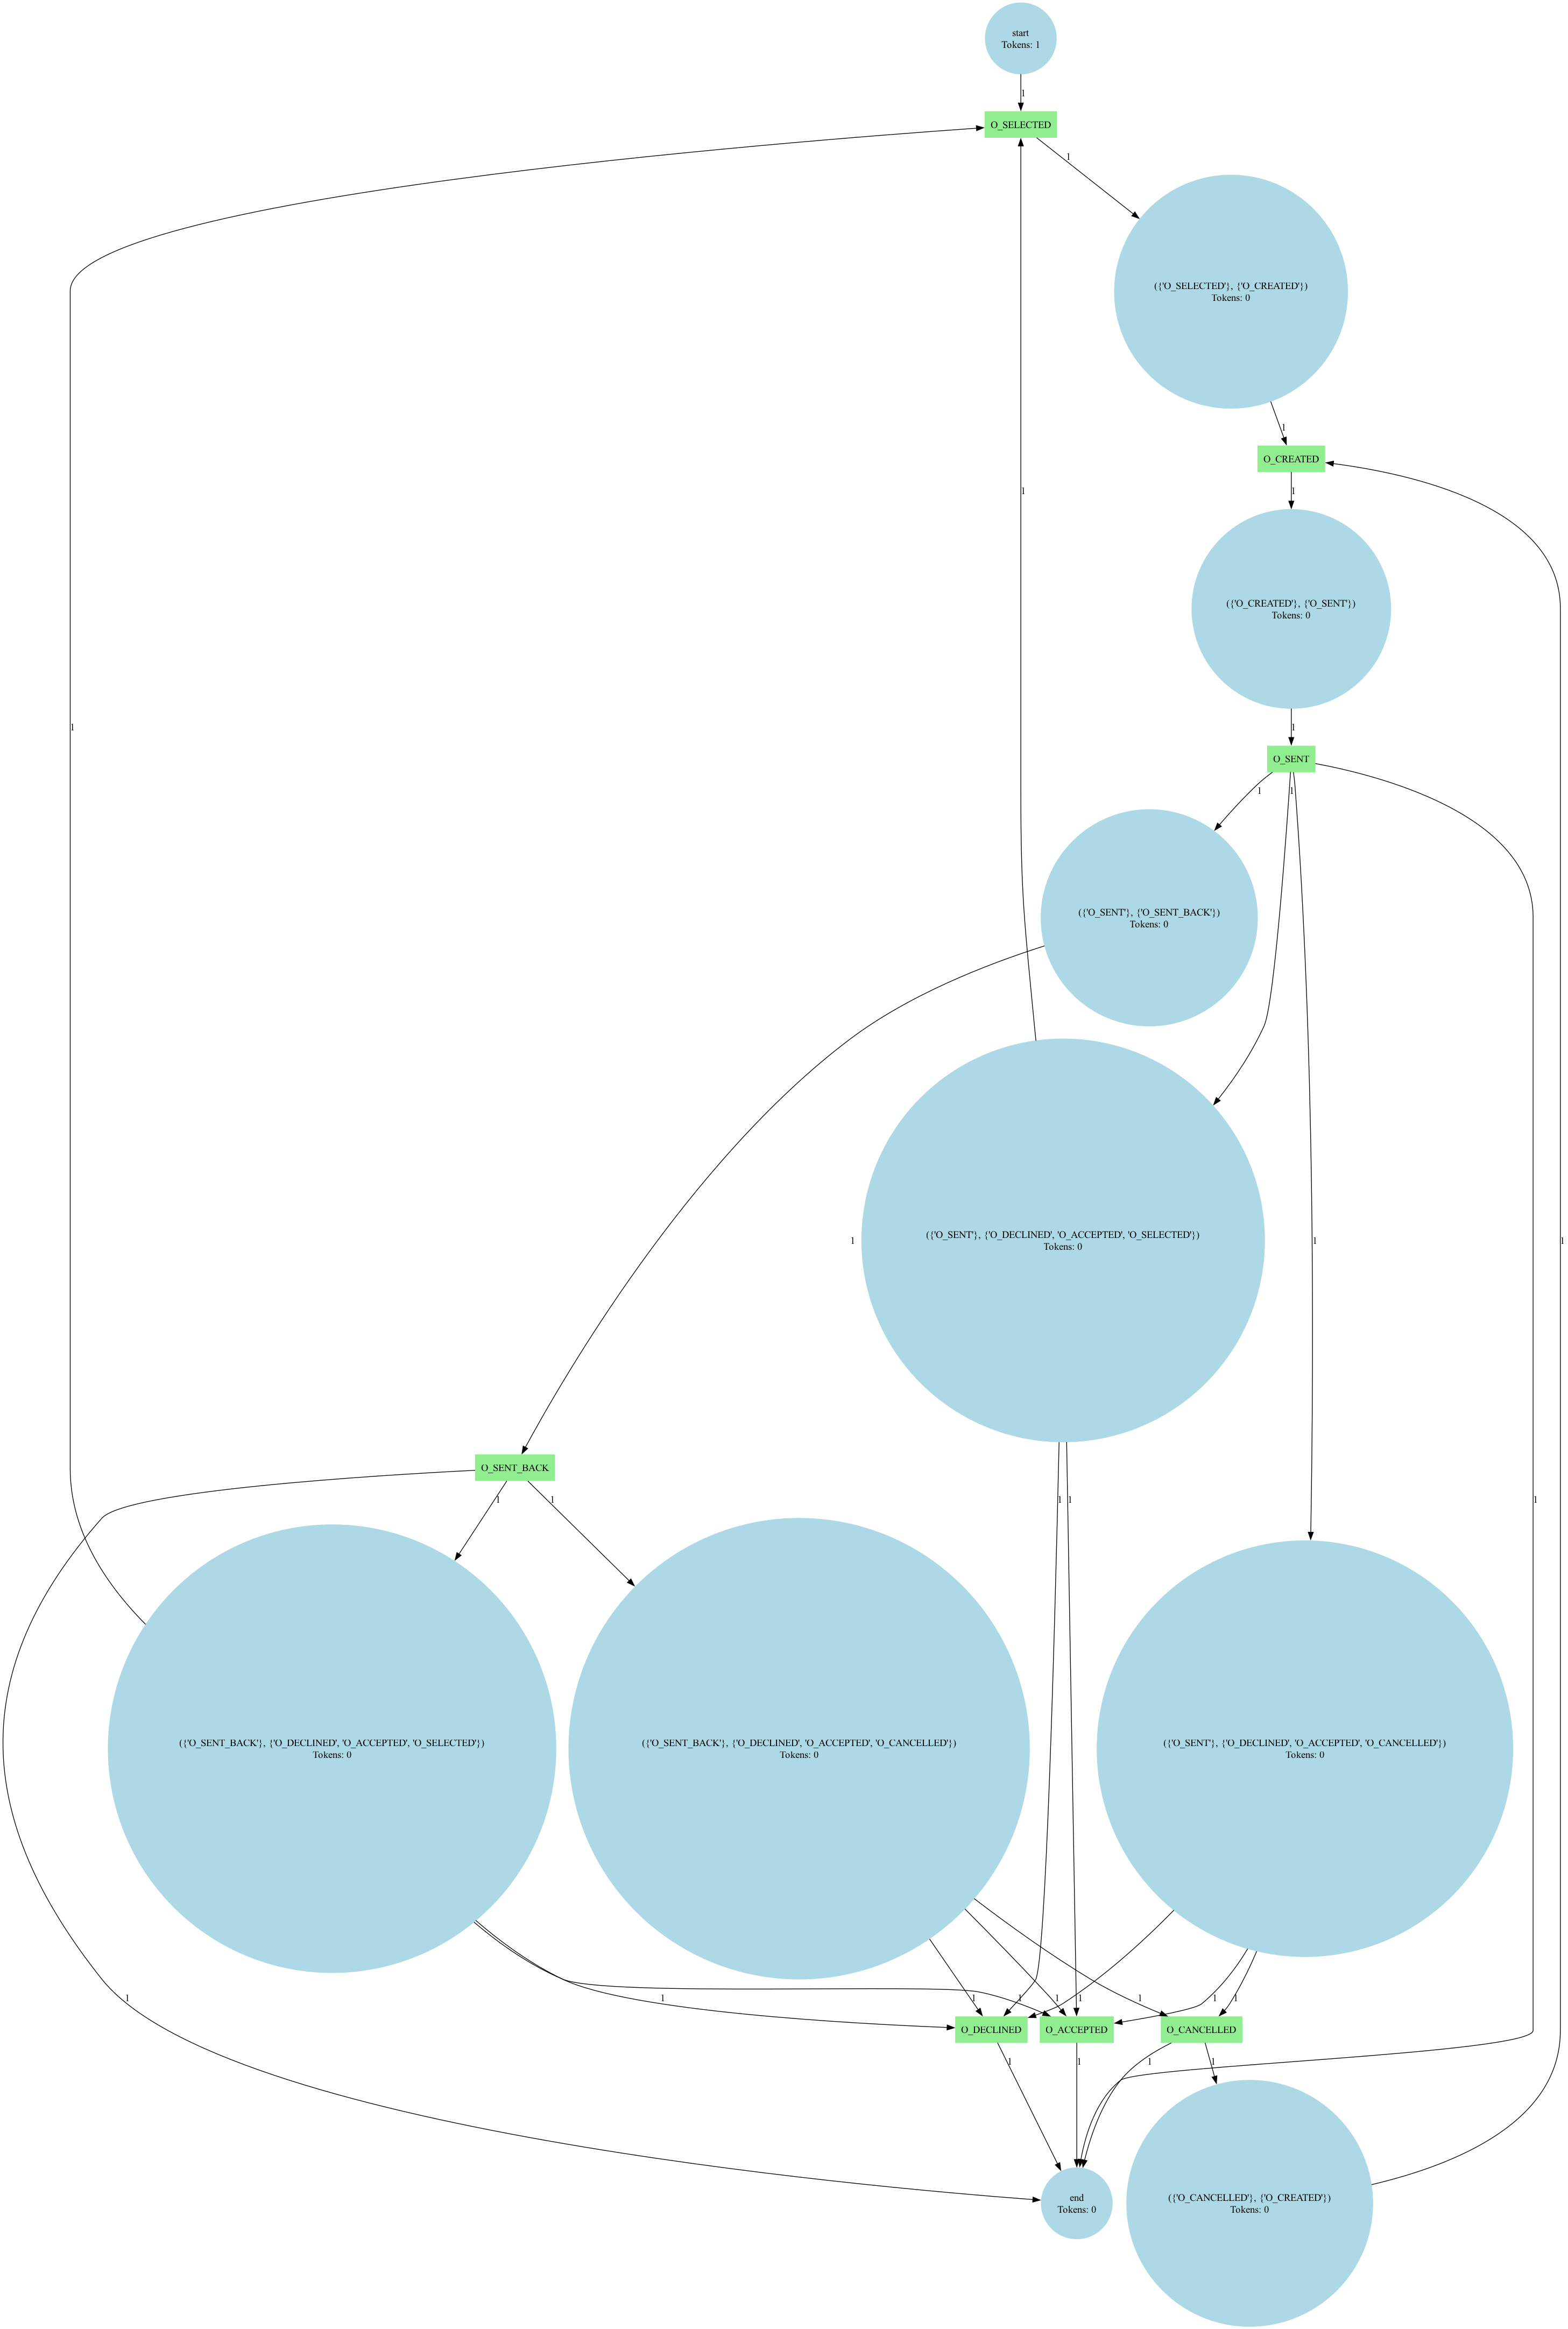 start
Tokens: 1
1
O_SELECTED
1
({'O_SELECTED'}, {'O_CREATED'})
Tokens: 0
1
O_CREATED
1
1
({'O_CREATED'}, {'O_SENT'})
Tokens: 0
1
1
O_SENT
1
1
({'O_SENT'}, {'O_SENT_BACK'})
Tokens: 0
({'O_SENT'}, {'O_DECLINED', 'O_ACCEPTED', 'O_SELECTED'})
Tokens: 0
1
1
1
O_SENT_BACK
1
1
1
1
1
({'O_SENT_BACK'}, {'O_DECLINED', 'O_ACCEPTED', 'O_SELECTED'})
Tokens: 0
({'O_SENT_BACK'}, {'O_DECLINED', 'O_ACCEPTED', 'O_CANCELLED'})
Tokens: 0
({'O_SENT'}, {'O_DECLINED', 'O_ACCEPTED', 'O_CANCELLED'})
Tokens: 0
1
1
1
1
1
1
1
1
1
O_DECLINED
O_ACCEPTED
O_CANCELLED
1
1
1
1
end
Tokens: 0
({'O_CANCELLED'}, {'O_CREATED'})
Tokens: 0